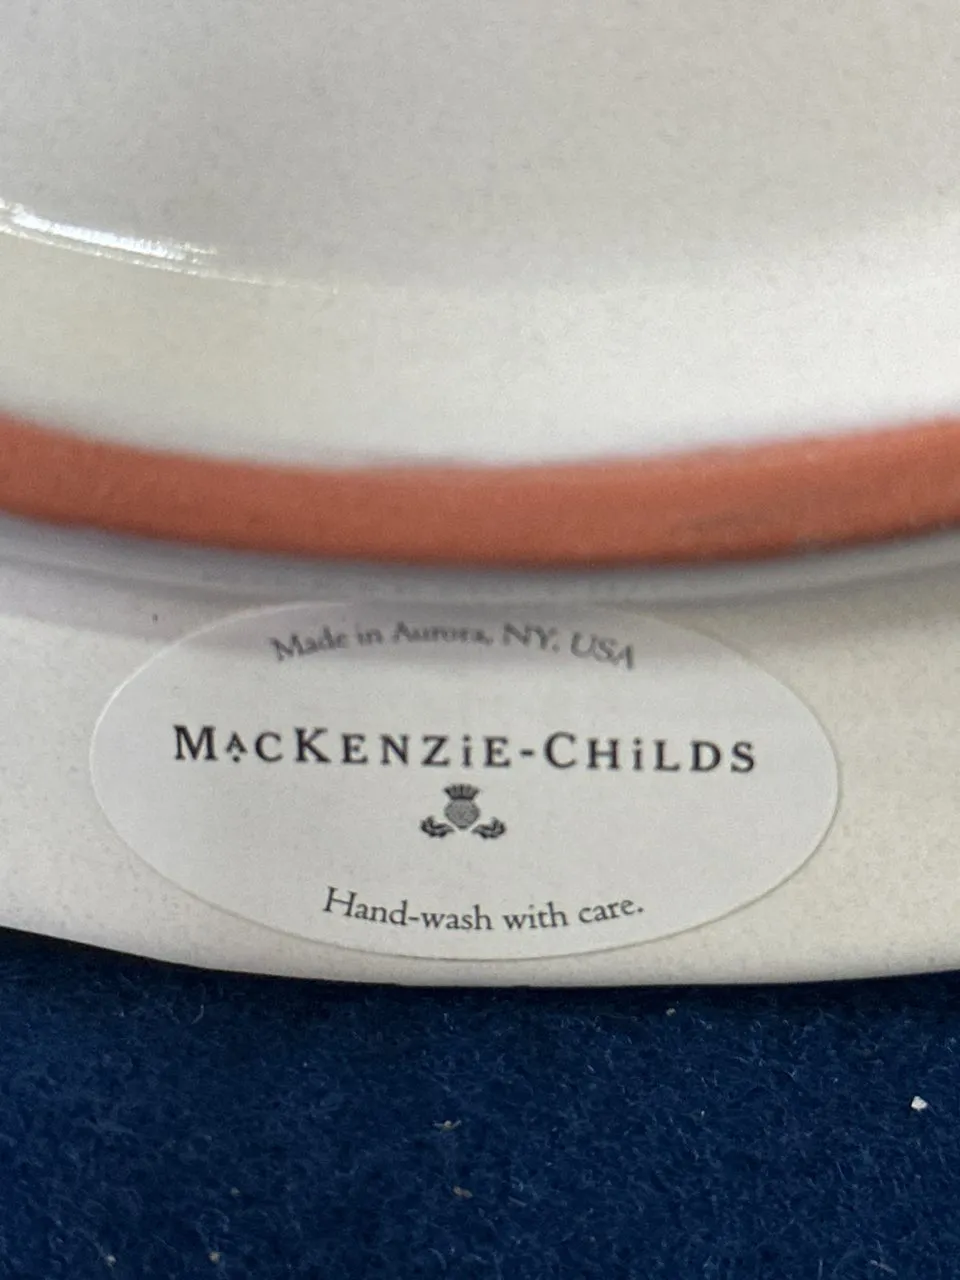 Made in Aurora, NY, USA
MACKENZiE-CHiLDS
Hand-wash with care.